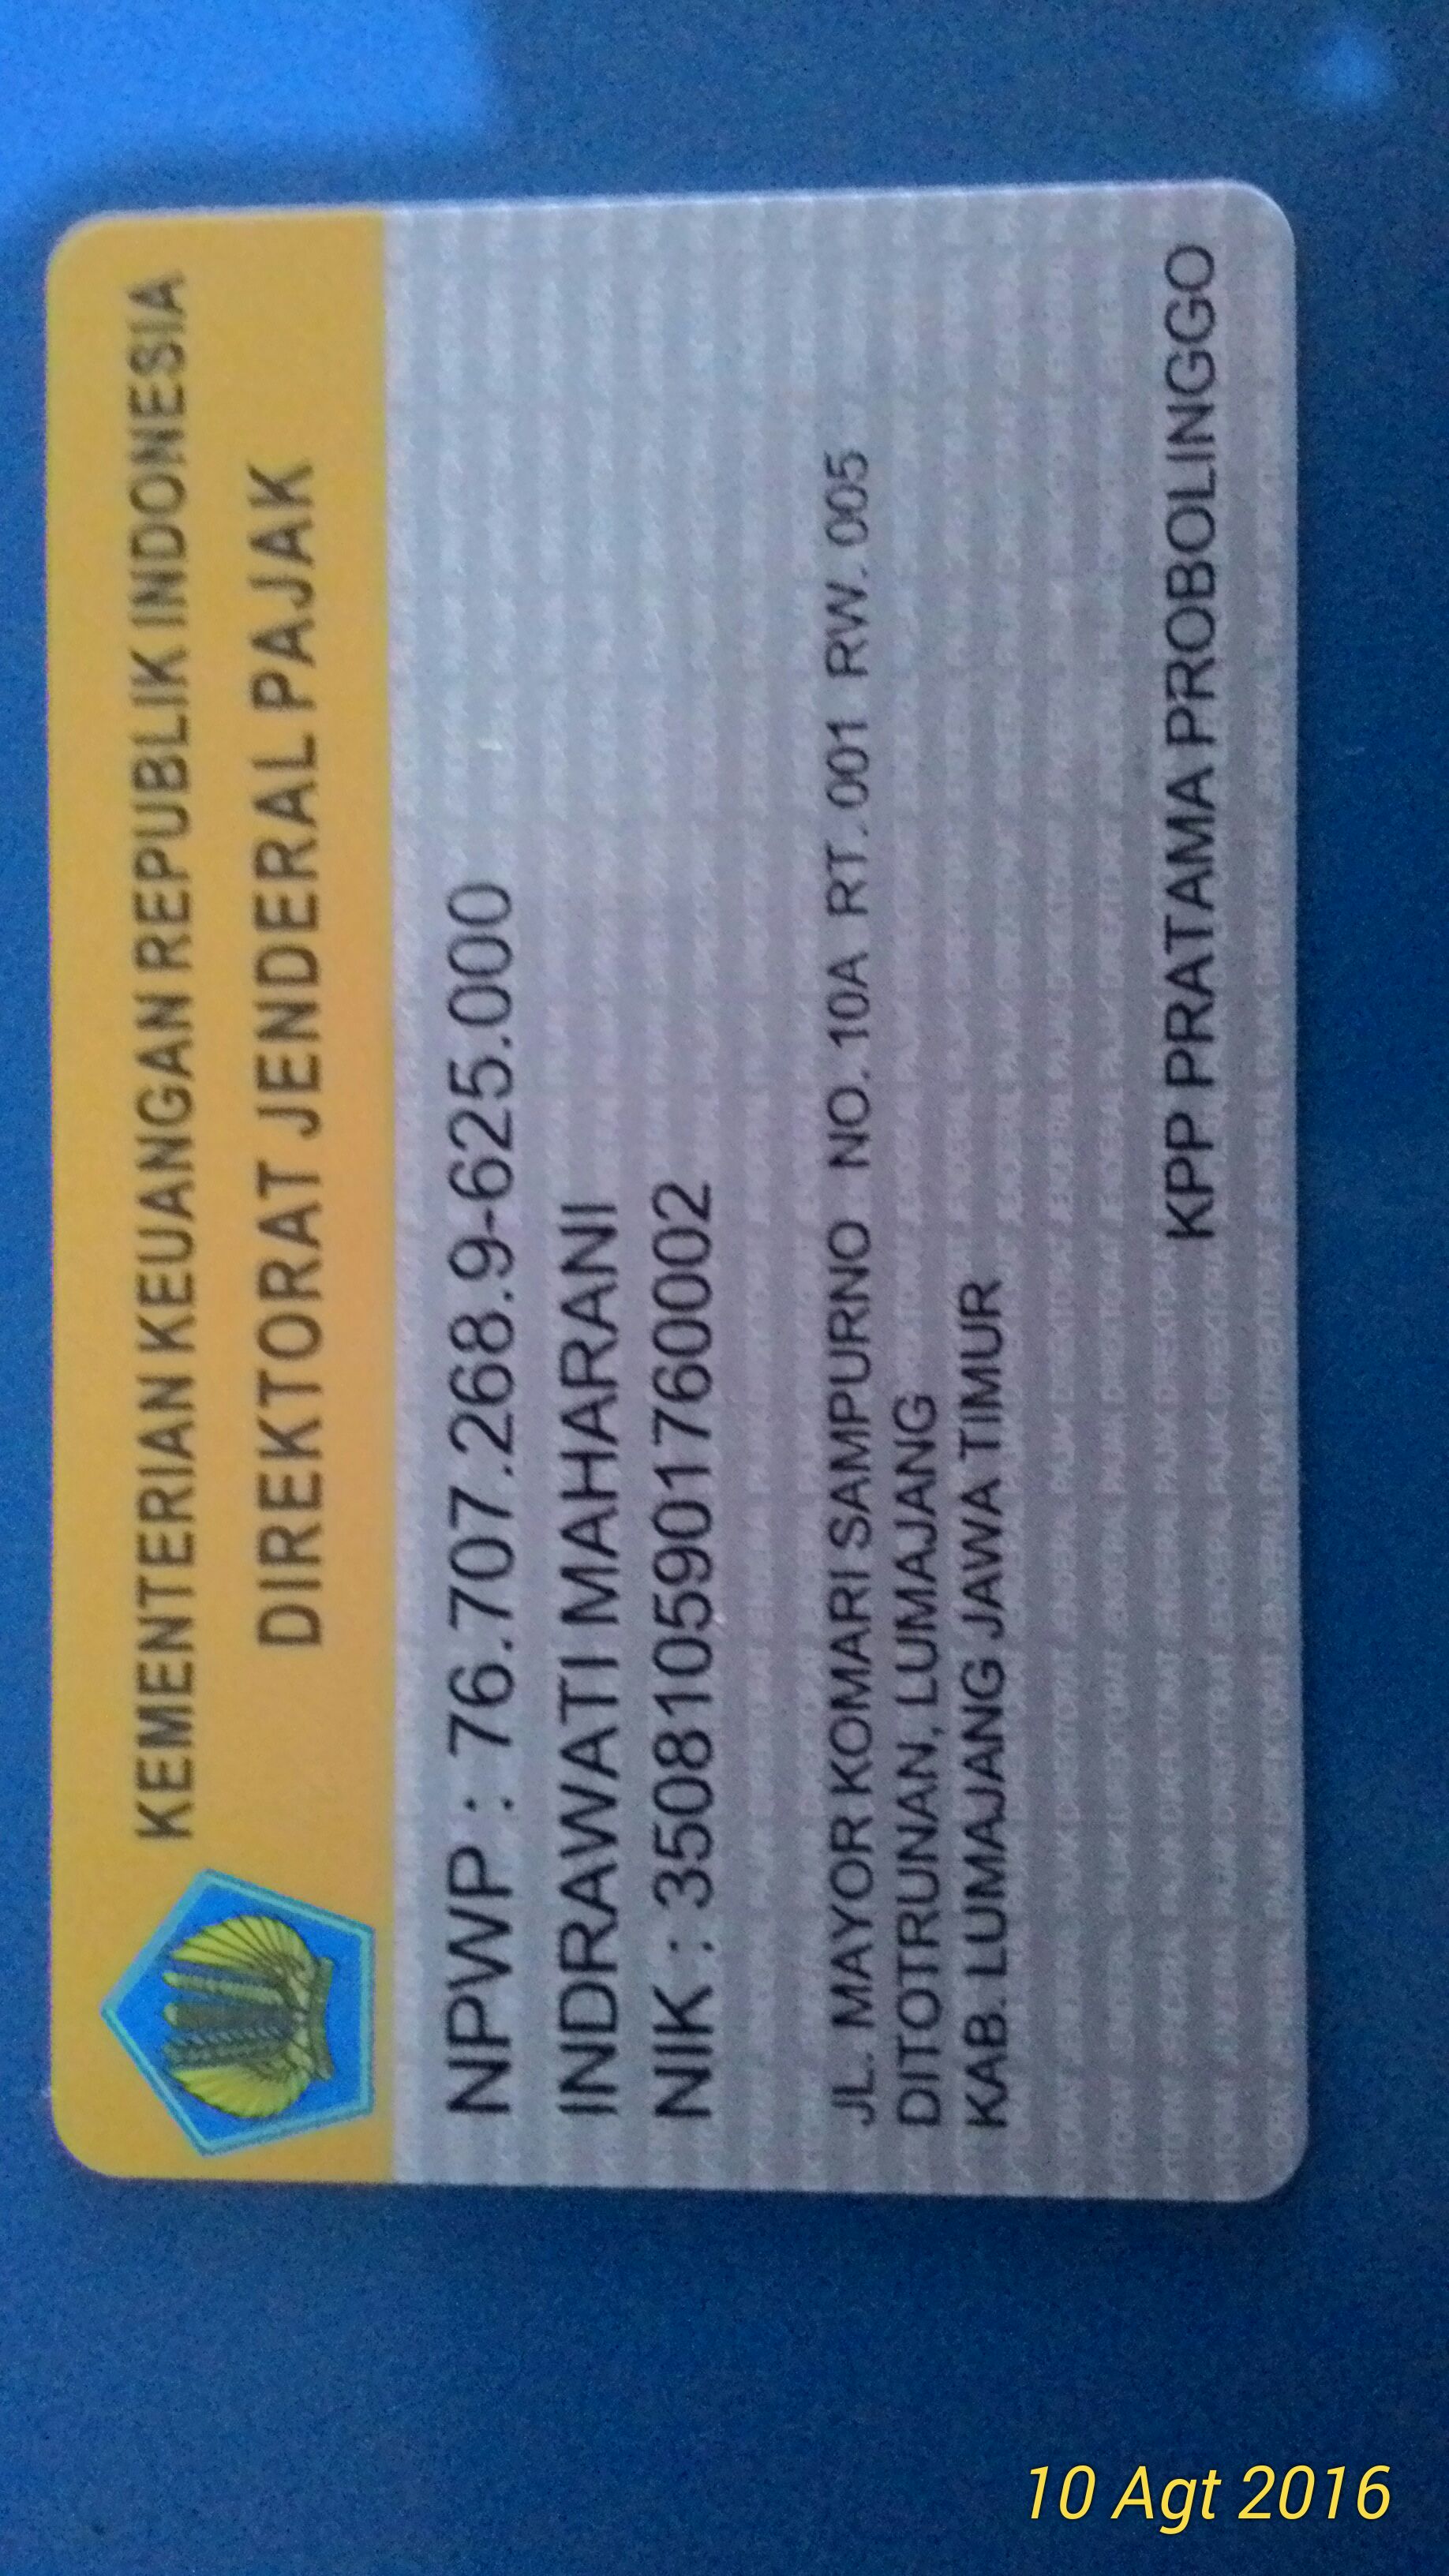 KEMENTERIAN KEUANGAN REPUBLIK INDONESIA
DIREKTORAT JENDERAL PAJAK
NPWP : 76.707.268.9-625.000
INDRAWATI MAHARANI
NIK : 3508105901760002
JL. MAYOR KOMARI SAMPURNO NO. 10A RT. 001 RW. 005
DITOTRUNAN, LUMAJANG
KAB. LUMAJANG JAWA TIMUR
KPP PRATAMA PROBOLINGGO
10 Agt 2016